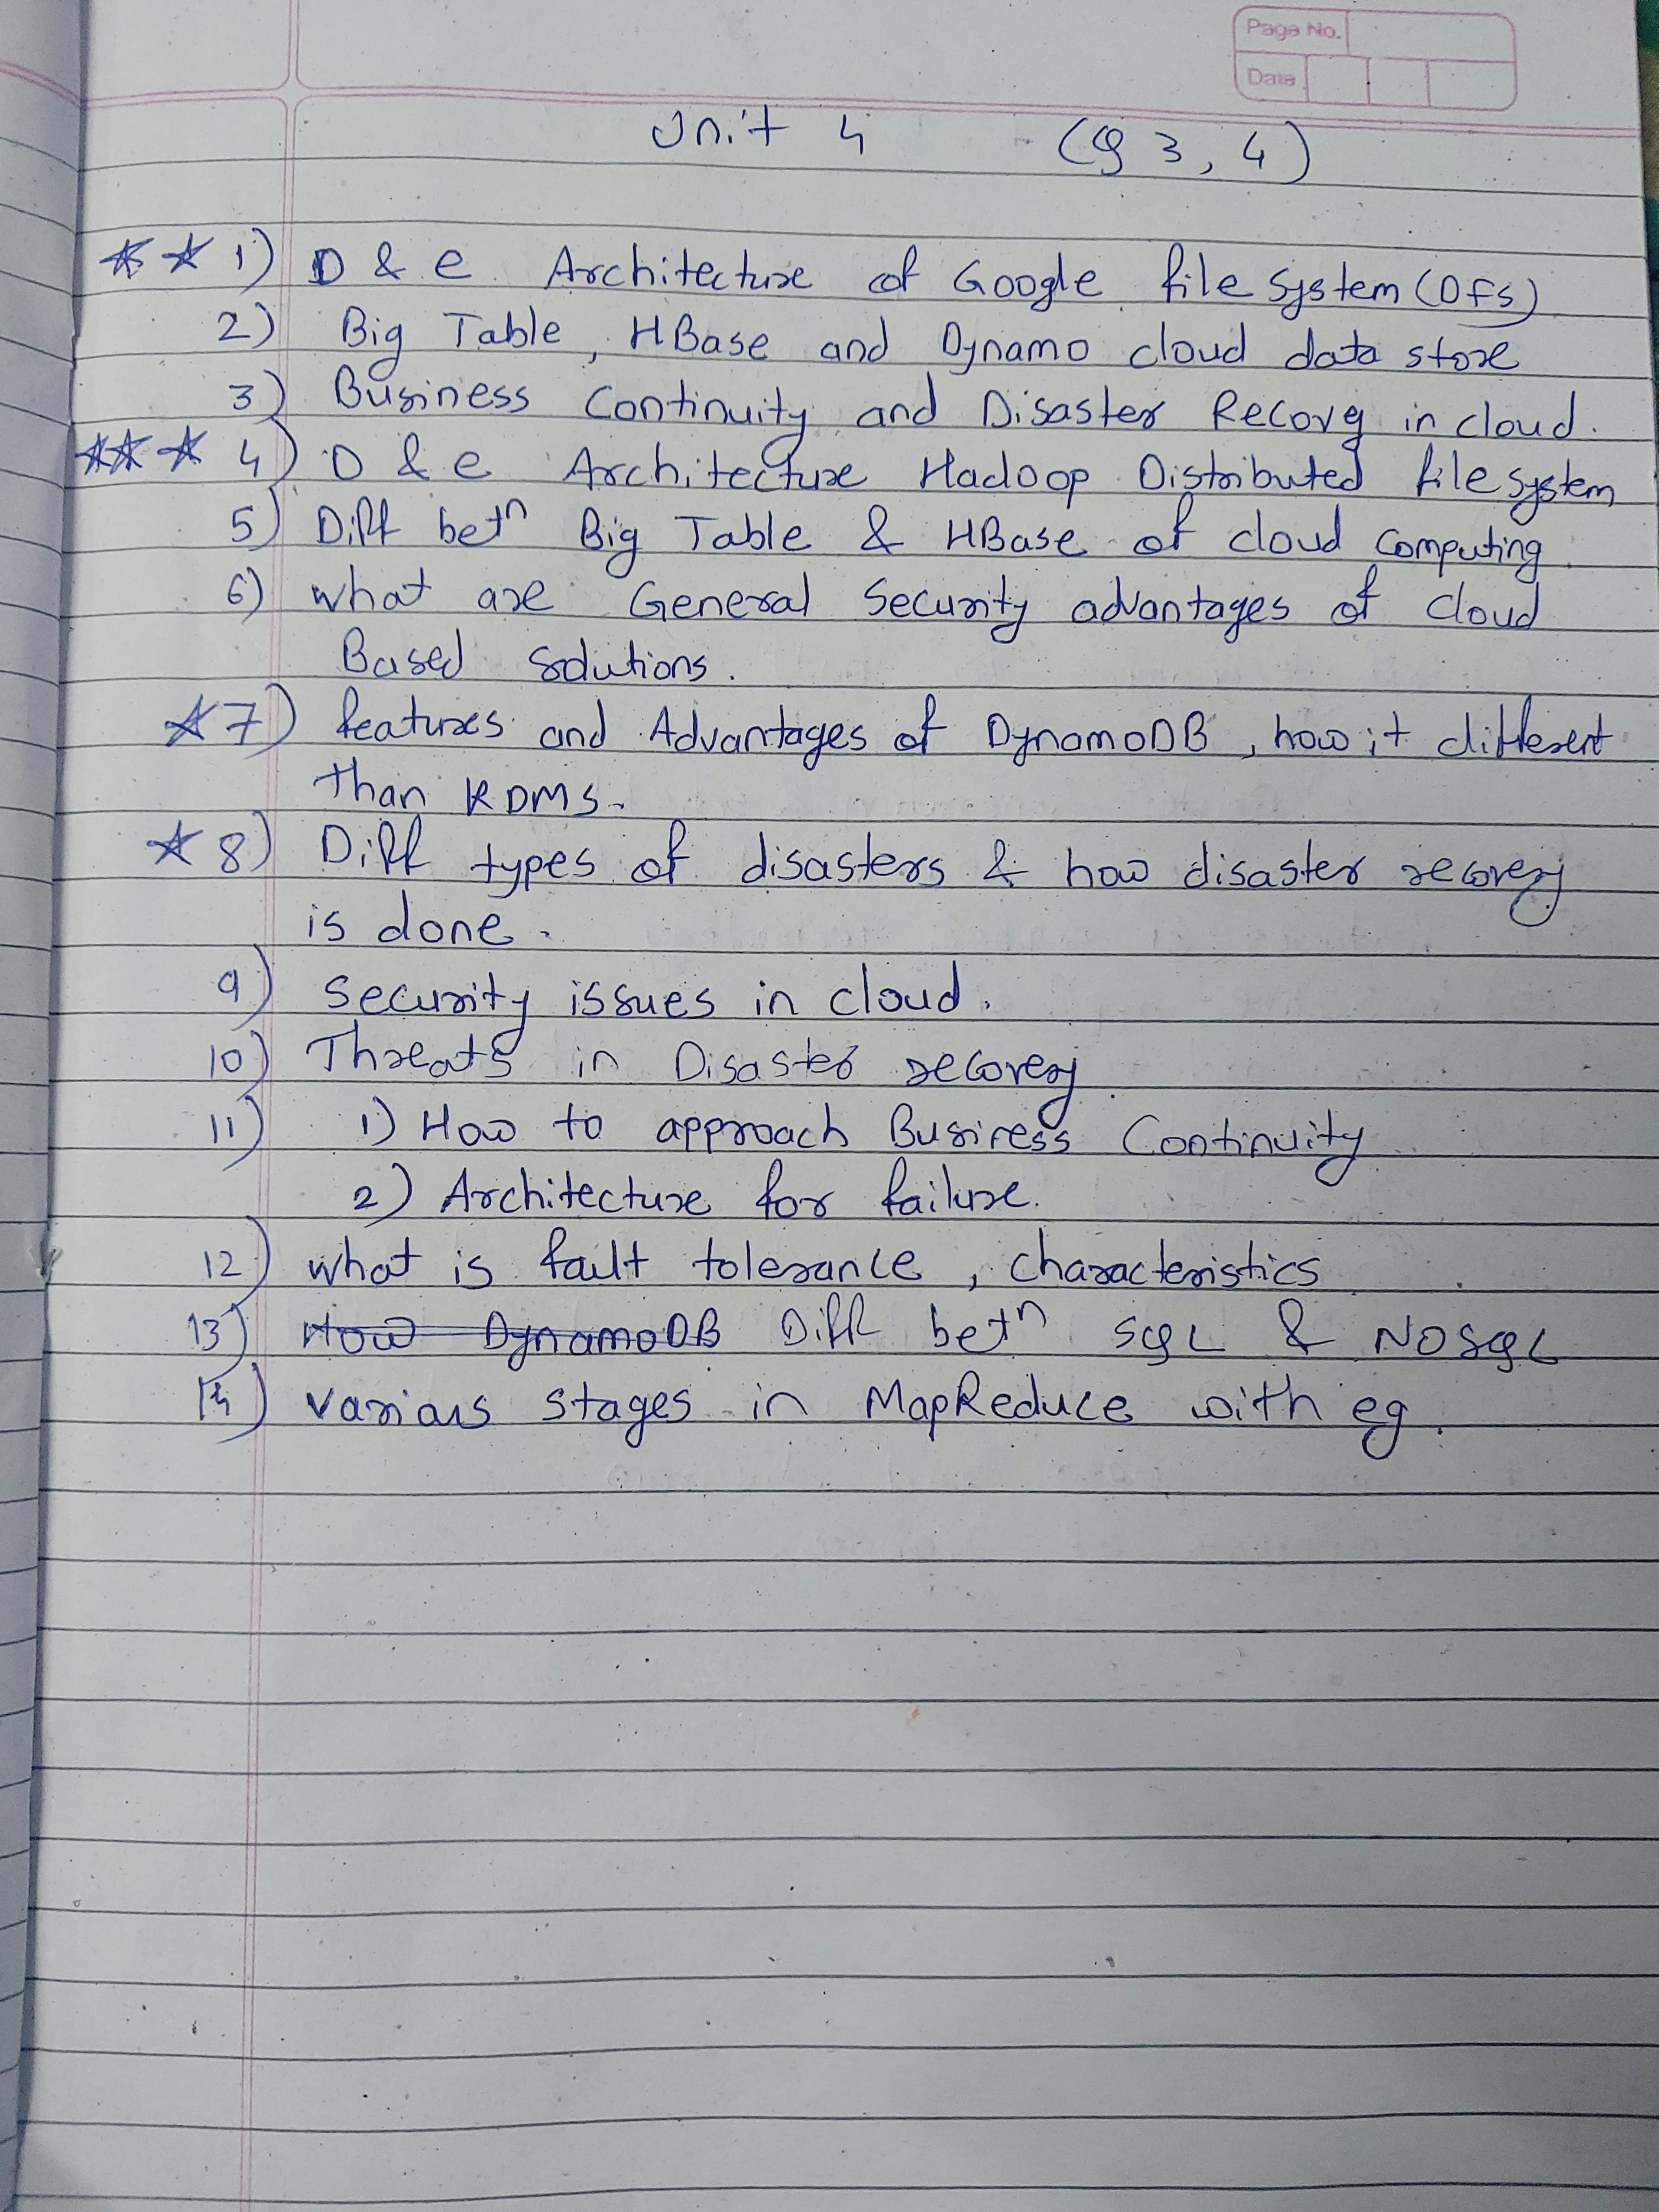 Page No.
Date
Unit 4 (Q 3, 4)
★★ 1) D & e Architecture of Google file System (DFS)
2) Big Table, HBase and Dynamo cloud data store
3) Business Continuity and Disaster Recovry in cloud.
★★★ 4) D & e Architecture Hadoop Distributed file system
5) Diff betn Big Table & HBase of cloud Computing
6) what are General Security advantages of Cloud
Based Solutions.
★ 7) features and Advantages of DynamoDB, how it different
than RDMS.
★ 8) Diff types of disasters & how disaster recovery
is done.
9) Security issues in cloud.
10) Threats in Disaster recovery
11) 1) How to approach Business Continuity
2) Architecture for failure.
12) what is fault tolerance, characteristics
13) How DynamoDB Diff betn SQL & NOSQL
14) various stages in MapReduce with eg.